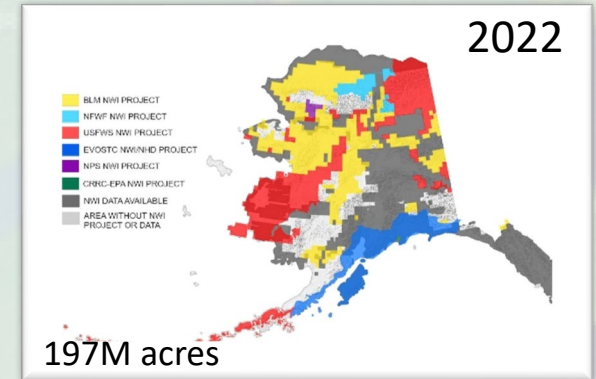 2022
BLM NWI PROJECT
NFWF NWI PROJECT
USFWS NWI PROJECT
EVOSTC NWI/NHD PROJECT
NPS NWI PROJECT
CRRC-EPA NWI PROJECT
NWI DATA AVAILABLE
AREA WITHOUT NWI
PROJECT OR DATA
197M acres